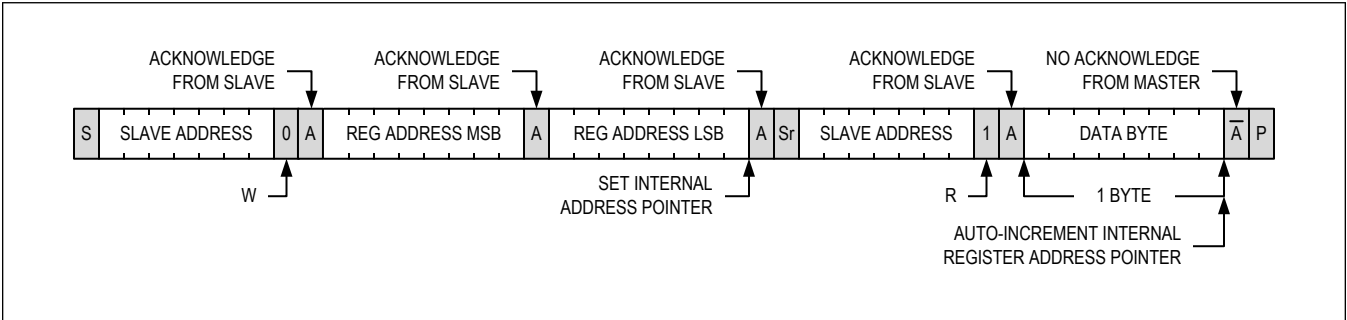 ACKNOWLEDGE
FROM SLAVE
ACKNOWLEDGE
FROM SLAVE
ACKNOWLEDGE
FROM SLAVE
ACKNOWLEDGE
FROM SLAVE
NO ACKNOWLEDGE
FROM MASTER
S SLAVE ADDRESS 0 A REG ADDRESS MSB A REG ADDRESS LSB A Sr SLAVE ADDRESS 1 A DATA BYTE A̅ P
W
SET INTERNAL
ADDRESS POINTER
R
1 BYTE
AUTO-INCREMENT INTERNAL
REGISTER ADDRESS POINTER